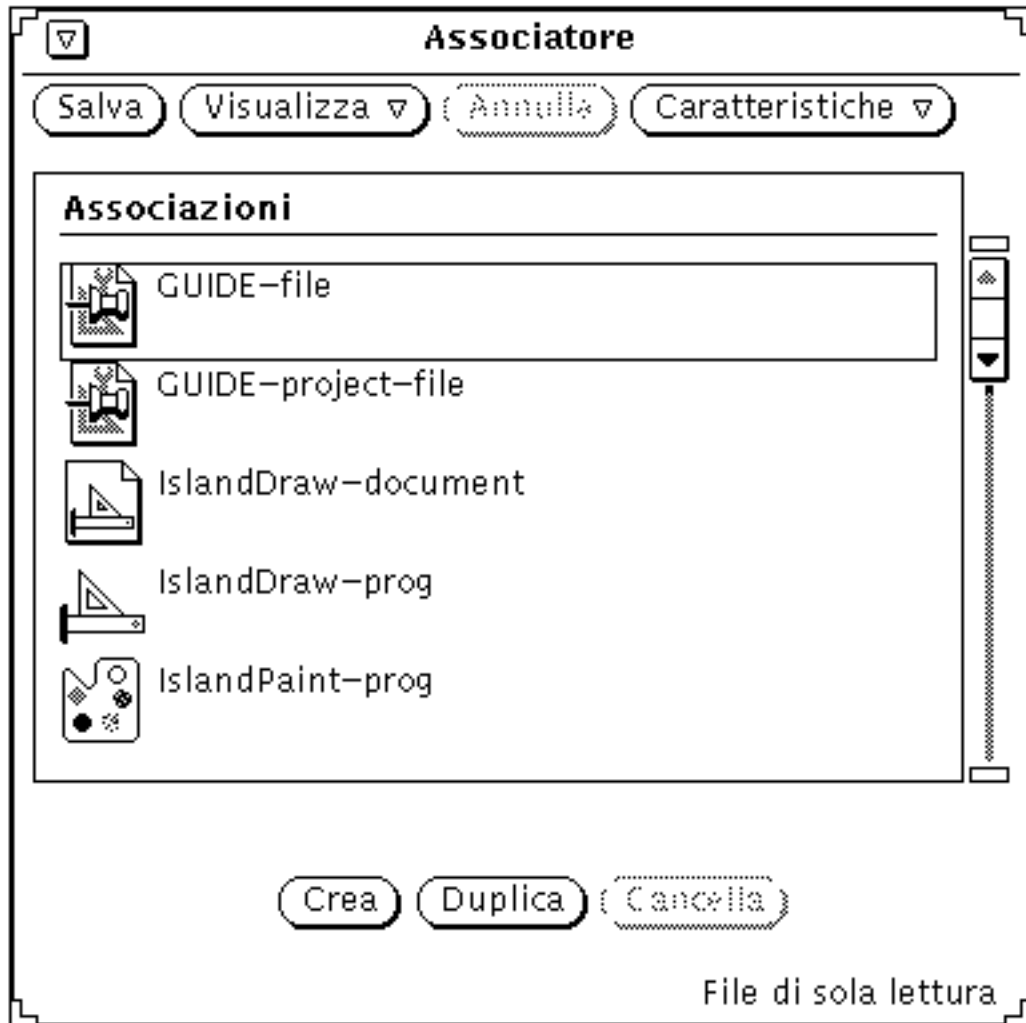 Associatore
Salva Visualizza Annulla Caratteristiche
Associazioni
GUIDE-file
GUIDE-project-file
IslandDraw-document
IslandDraw-prog
IslandPaint-prog
Crea Duplica Cancella
File di sola lettura